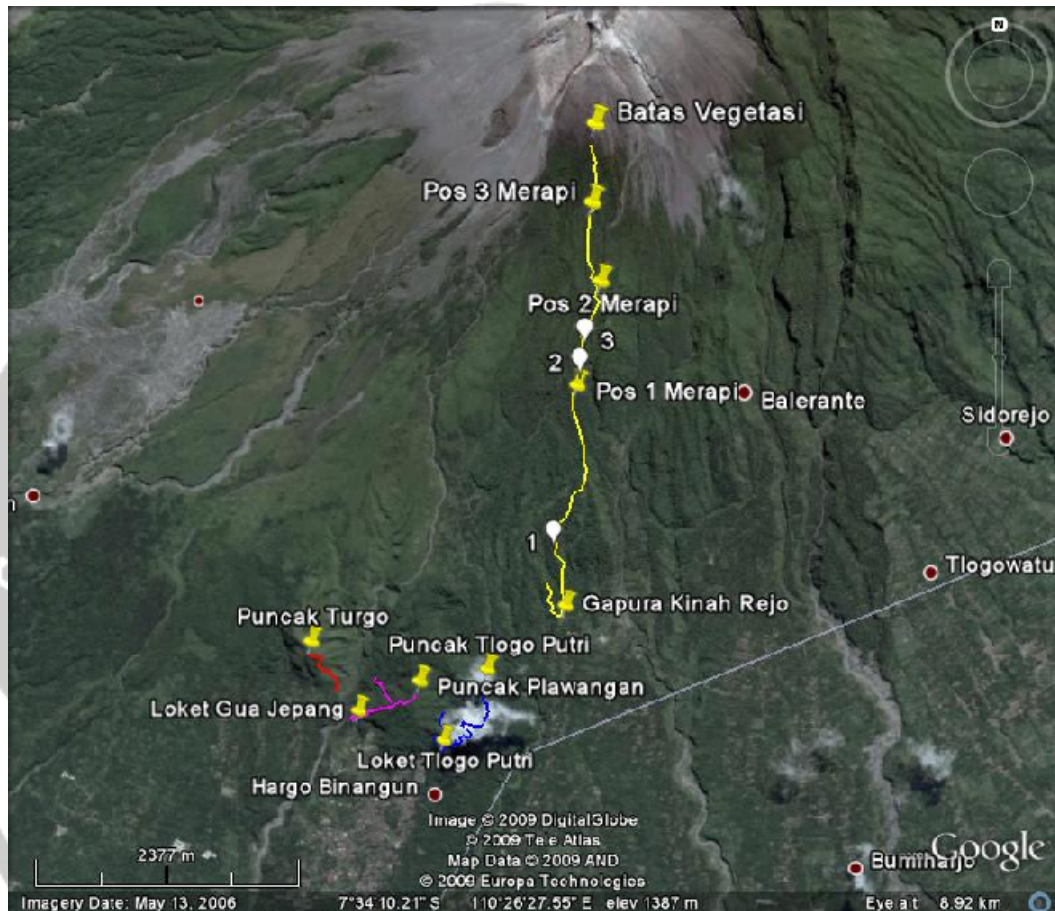 N
Batas Vegetasi
Pos 3 Merapi
Pos 2 Merapi
3
2
Pos 1 Merapi
Balerante
Sidorejo
n
1
Tlogowatu
Gapura Kinah Rejo
Puncak Turgo
Puncak Tlogo Putri
Puncak Plawangan
Loket Gua Jepang
Loket Tlogo Putri
Hargo Binangun
Image © 2009 DigitalGlobe
© 2009 Tele Atlas
Map Data © 2009 AND
© 2009 Europa Technologies
Google
Bumiharjo
2377 m
Imagery Date: May 13, 2006 7°34'10.21" S 110°26'27.55" E elev 1387 m Eye alt 8.92 km